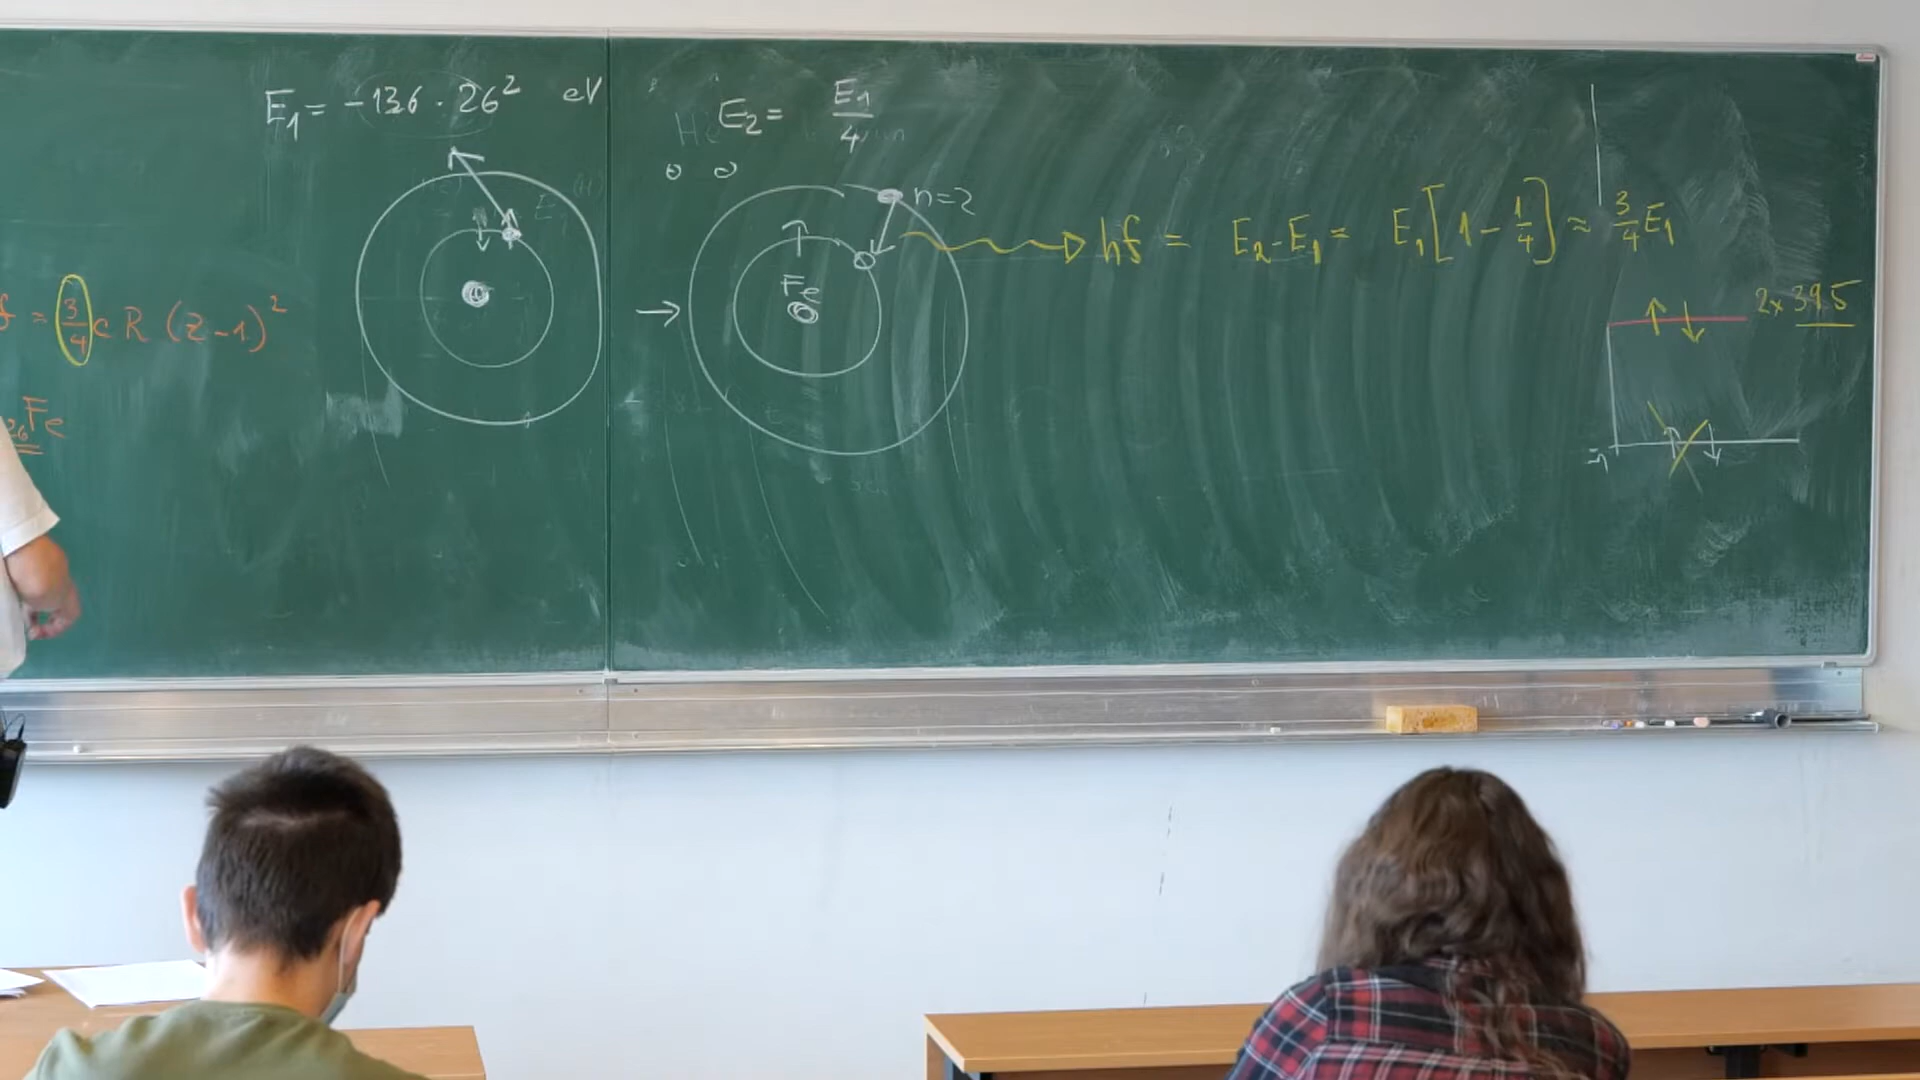 E₁ = -13.6 · 26² eV
E₂ = E₁/4
n=2
hf = E₂-E₁ = E₁[1 - 1/4] ≈ 3/4 E₁
Fe
f = 3/4 c R (z-1)²
2x 39.5
₂₆Fe